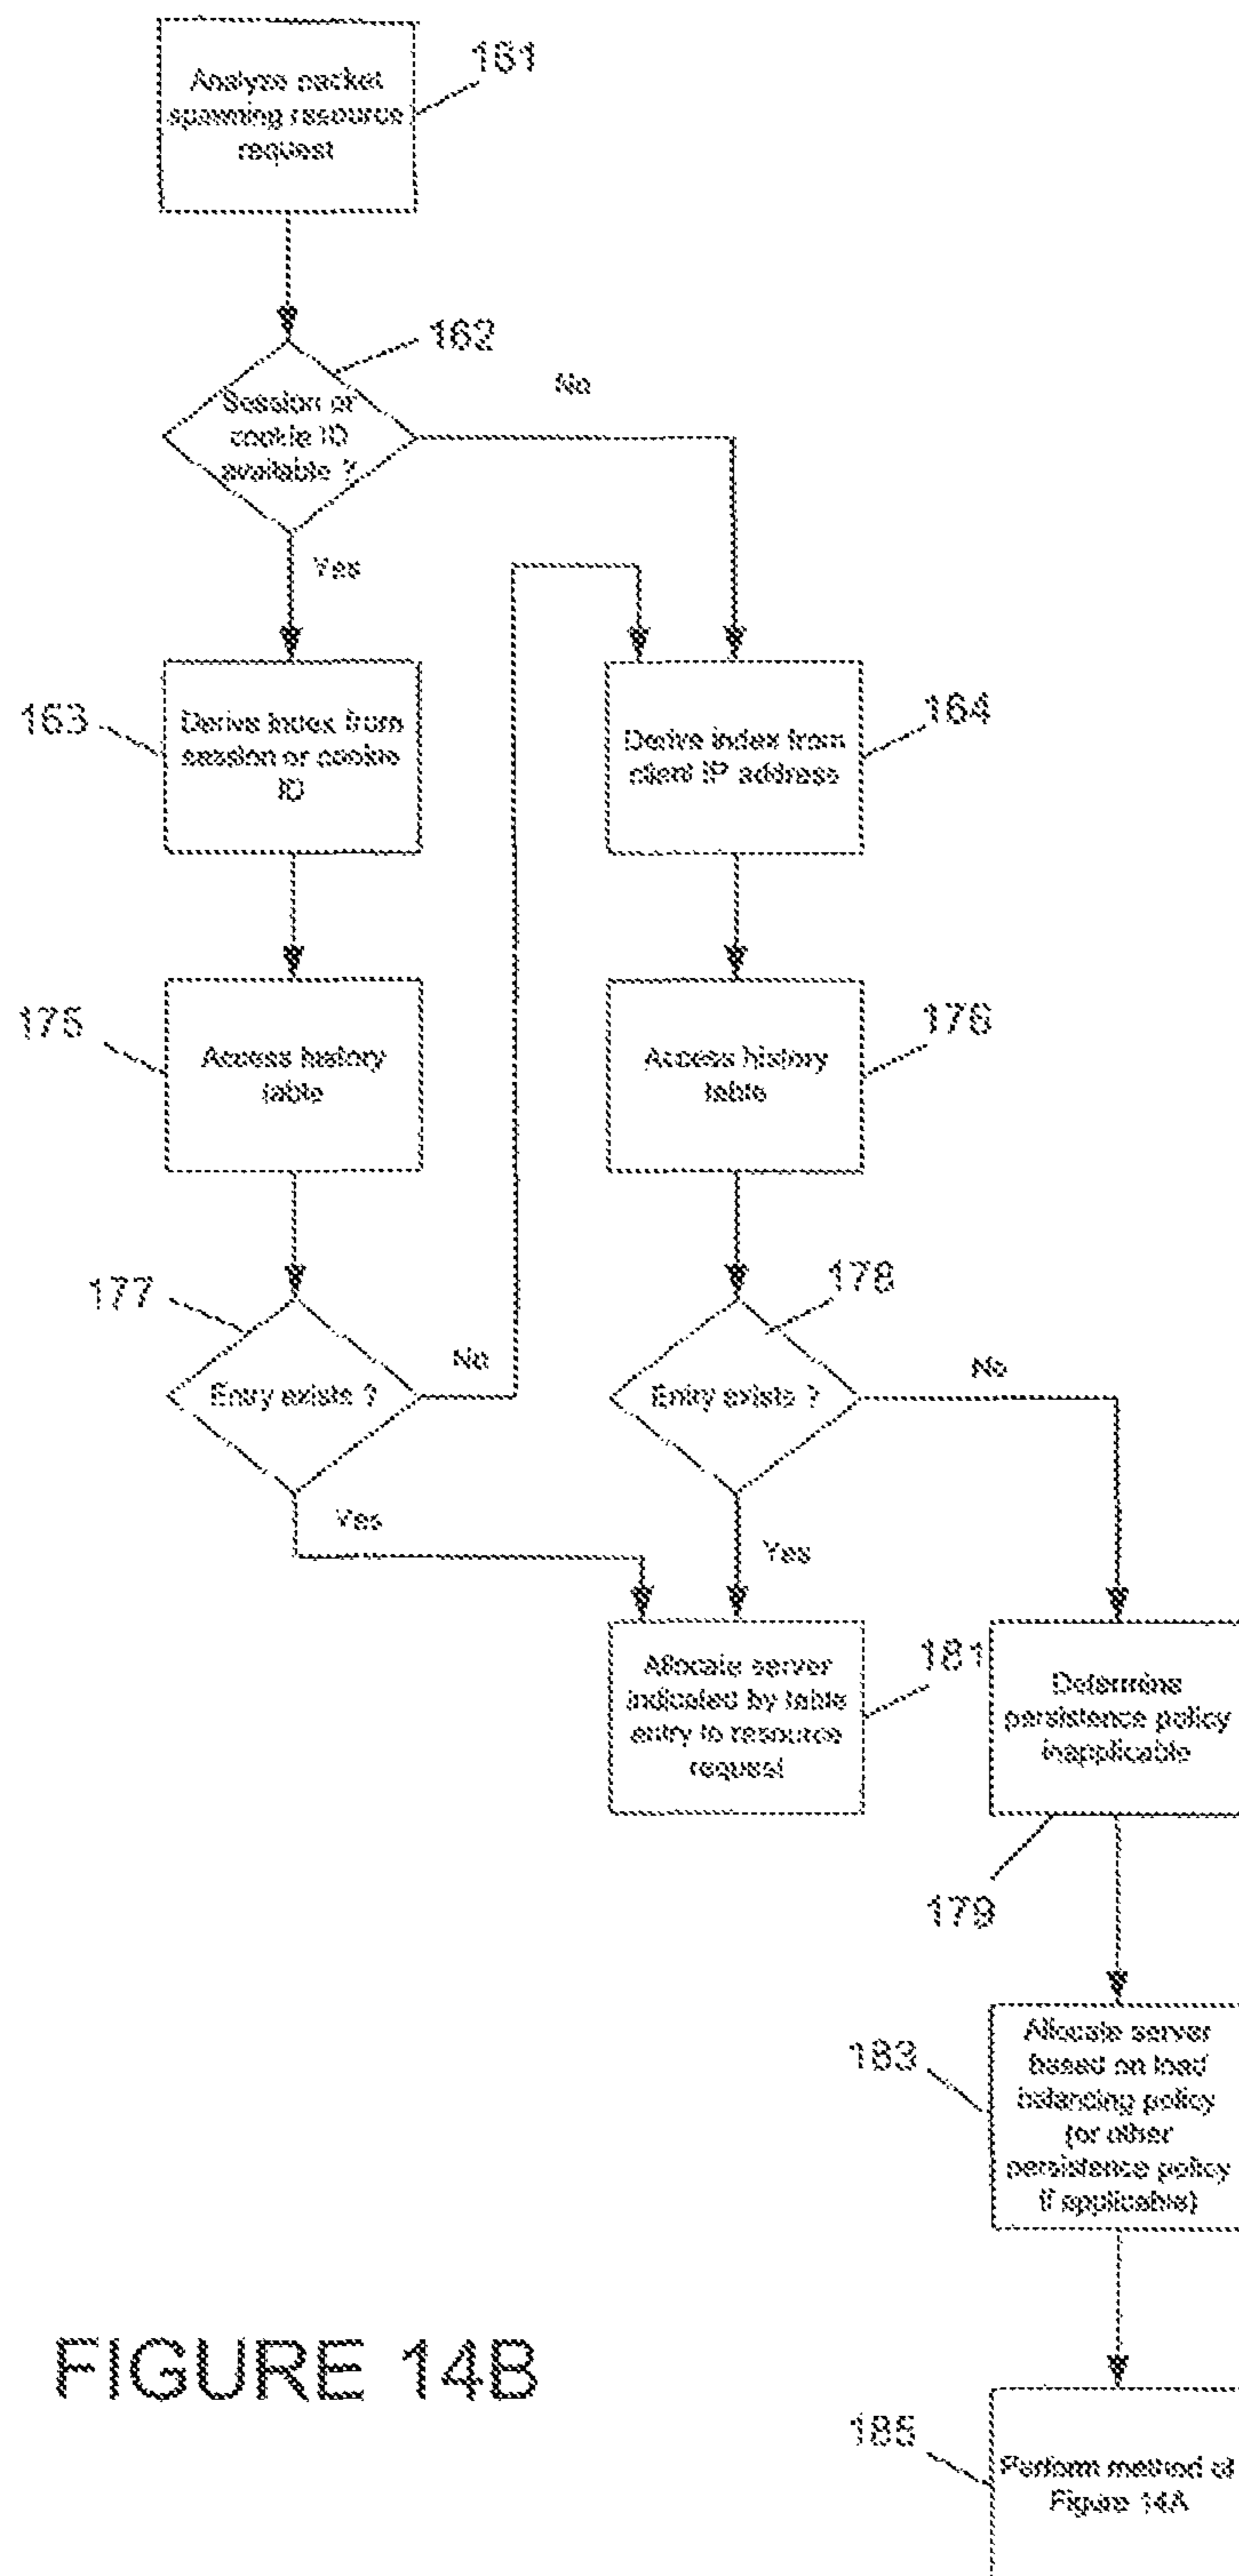 Analyze packet
spawning resource
request
161
162
Session or
cookie ID
available ?
No
Yes
163
Derive index from
session or cookie
ID
Derive index from
client IP address
164
175
Access history
table
Access history
table
176
177
Entry exists ?
No
178
Entry exists ?
No
Yes
Yes
Allocate server
indicated by table
entry to resource
request
181
Determine
persistence policy
inapplicable
179
183
Allocate server
based on load
balancing policy
(or other
persistence policy
if applicable)
FIGURE 14B
185
Perform method of
Figure 14A